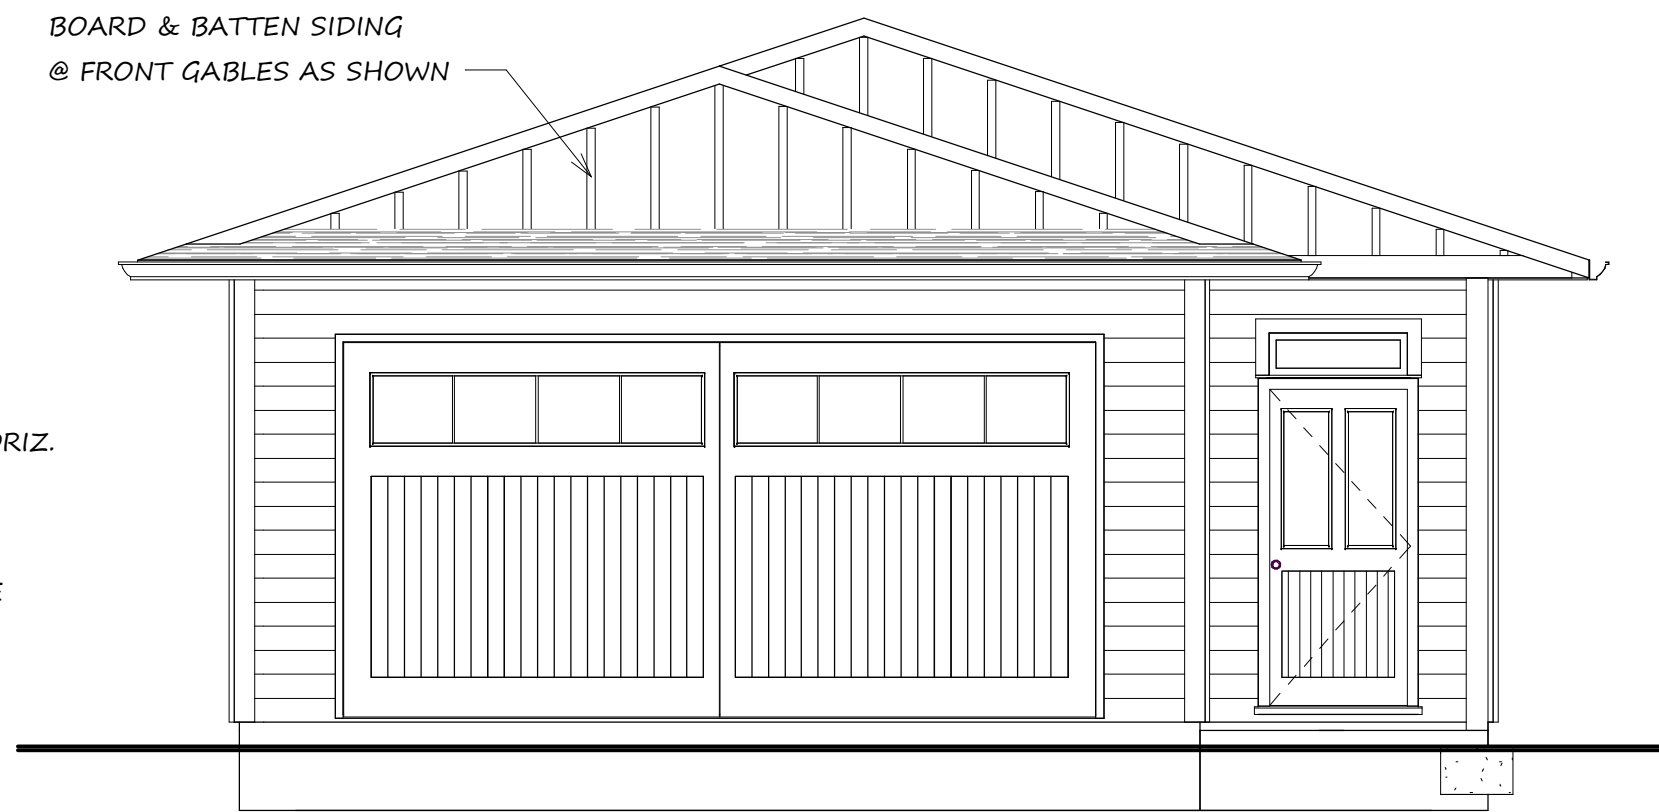 BOARD & BATTEN SIDING
@ FRONT GABLES AS SHOWN